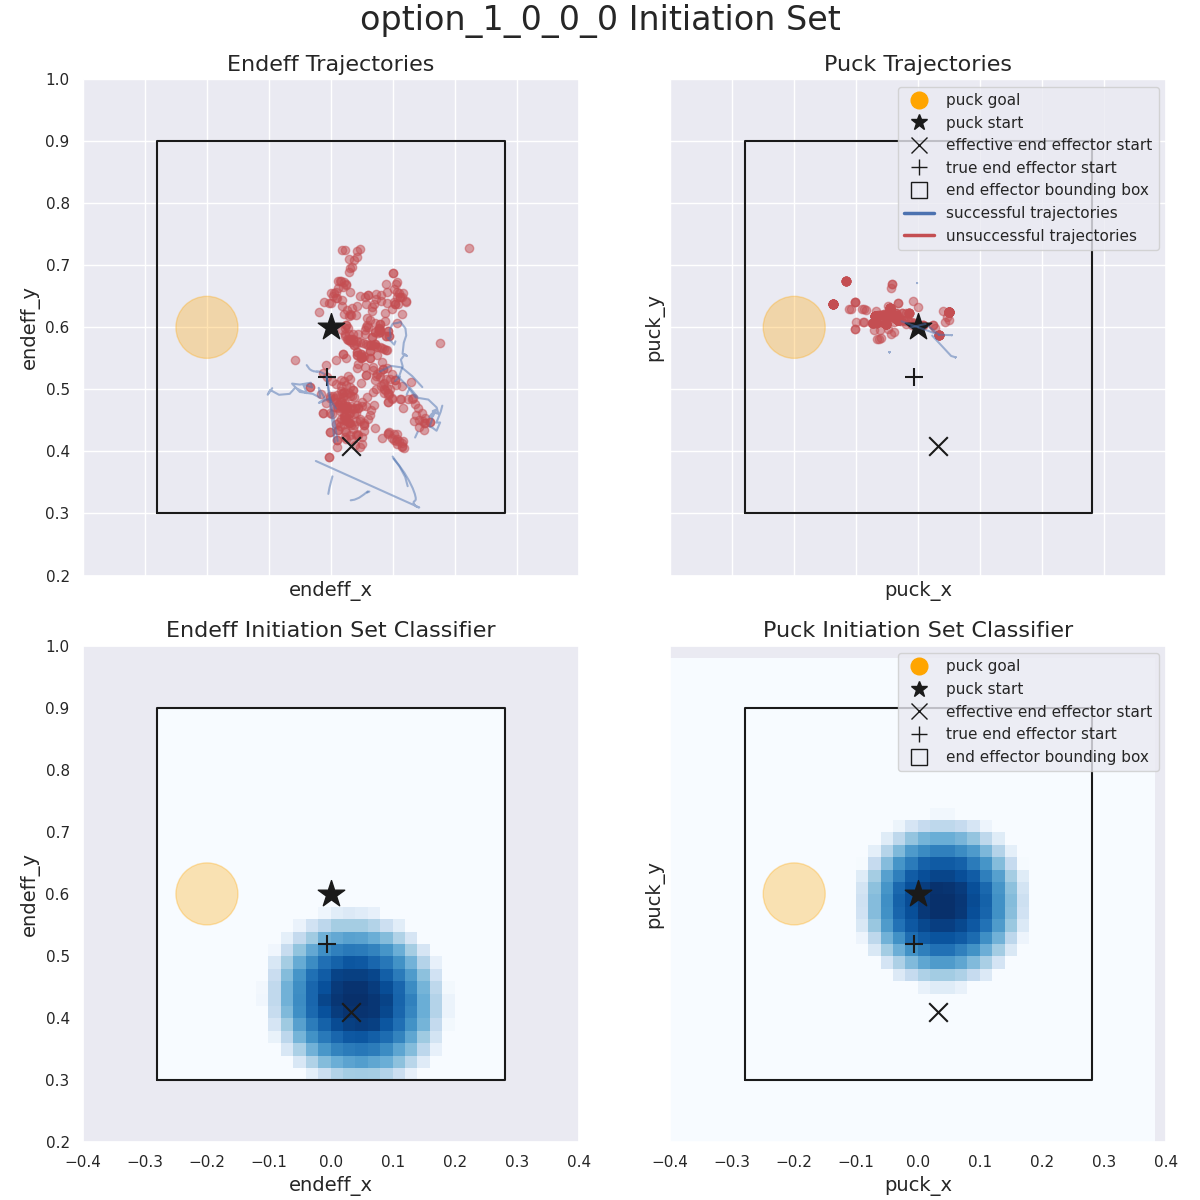 option_1_0_0_0 Initiation Set
Endeff Trajectories
1.0
0.9
0.8
0.7
0.6
0.5
0.4
0.3
0.2
endeff_y
endeff_x
Puck Trajectories
puck goal
puck start
effective end effector start
true end effector start
end effector bounding box
successful trajectories
unsuccessful trajectories
puck_y
puck_x
Endeff Initiation Set Classifier
1.0
0.9
0.8
0.7
0.6
0.5
0.4
0.3
0.2
endeff_y
−0.4 −0.3 −0.2 −0.1 0.0 0.1 0.2 0.3 0.4
endeff_x
Puck Initiation Set Classifier
puck goal
puck start
effective end effector start
true end effector start
end effector bounding box
puck_y
−0.4 −0.3 −0.2 −0.1 0.0 0.1 0.2 0.3 0.4
puck_x